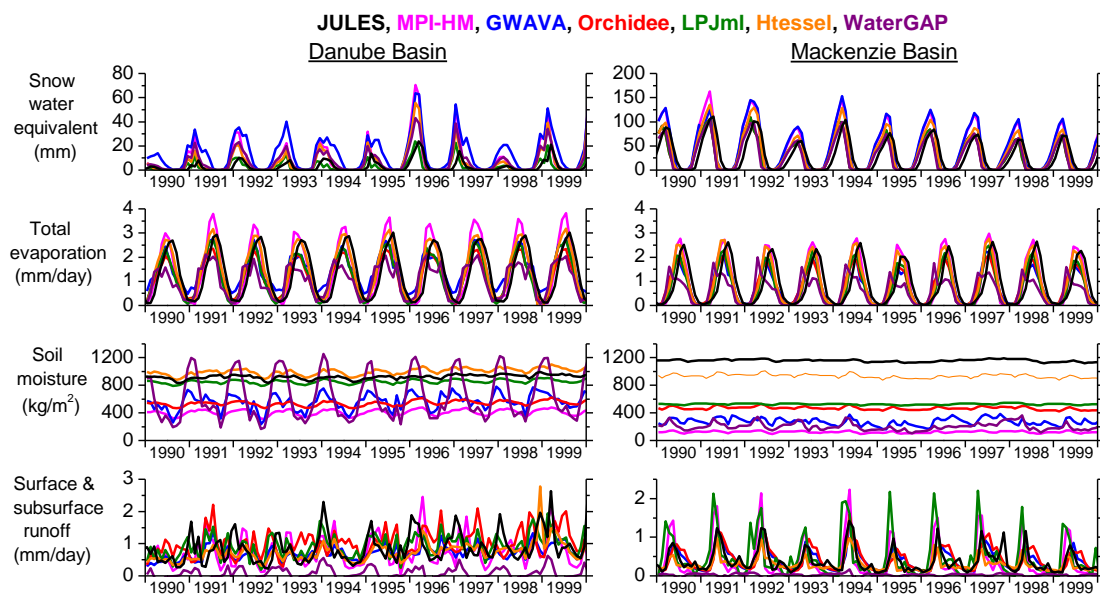 JULES, MPI-HM, GWAVA, Orchidee, LPJml, Htessel, WaterGAP
Danube Basin
Mackenzie Basin
Snow
water
equivalent
(mm)
80
60
40
20
0
1990 1991 1992 1993 1994 1995 1996 1997 1998 1999
200
150
100
50
0
1990 1991 1992 1993 1994 1995 1996 1997 1998 1999
Total
evaporation
(mm/day)
4
3
2
1
0
1990 1991 1992 1993 1994 1995 1996 1997 1998 1999
4
3
2
1
0
1990 1991 1992 1993 1994 1995 1996 1997 1998 1999
Soil
moisture
(kg/m²)
1200
800
400
0
1990 1991 1992 1993 1994 1995 1996 1997 1998 1999
1200
800
400
0
1990 1991 1992 1993 1994 1995 1996 1997 1998 1999
Surface &
subsurface
runoff
(mm/day)
3
2
1
0
1990 1991 1992 1993 1994 1995 1996 1997 1998 1999
2
1
0
1990 1991 1992 1993 1994 1995 1996 1997 1998 1999